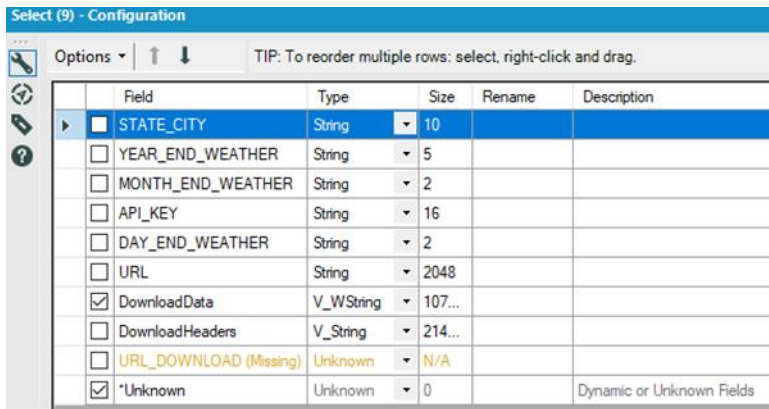 Select (9) - Configuration
Options TIP: To reorder multiple rows: select, right-click and drag.
Field Type Size Rename Description
STATE_CITY String 10
YEAR_END_WEATHER String 5
MONTH_END_WEATHER String 2
API_KEY String 16
DAY_END_WEATHER String 2
URL String 2048
DownloadData V_WString 107...
DownloadHeaders V_String 214...
URL_DOWNLOAD (Missing) Unknown N/A
*Unknown Unknown 0 Dynamic or Unknown Fields